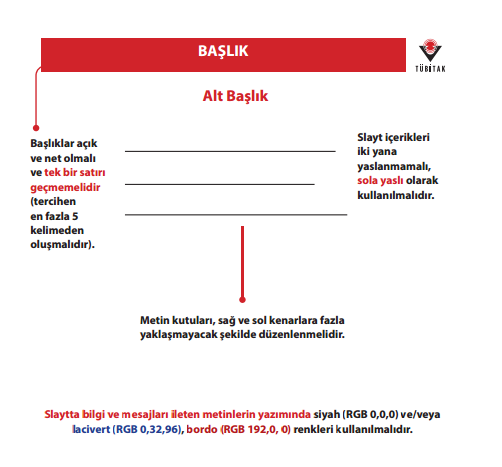 BAŞLIK
TÜBİTAK
Alt Başlık
Başlıklar açık
ve net olmalı
ve tek bir satırı
geçmemelidir
(tercihen
en fazla 5
kelimeden
oluşmalıdır).
Slayt içerikleri
iki yana
yaslanmamalı,
sola yaslı olarak
kullanılmalıdır.
Metin kutuları, sağ ve sol kenarlara fazla
yaklaşmayacak şekilde düzenlenmelidir.
Slaytta bilgi ve mesajları ileten metinlerin yazımında siyah (RGB 0,0,0) ve/veya
lacivert (RGB 0,32,96), bordo (RGB 192,0, 0) renkleri kullanılmalıdır.